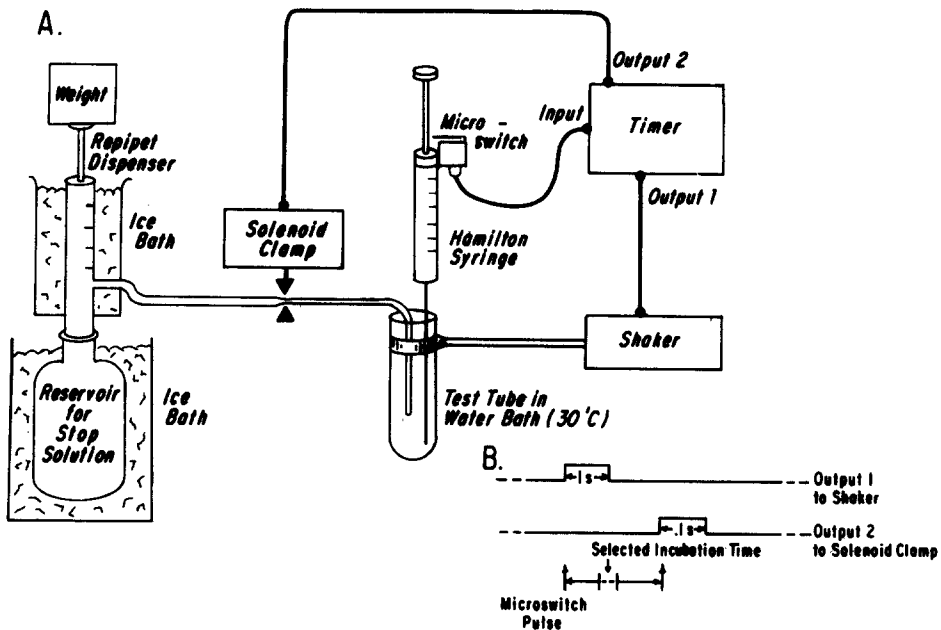 A.
Weight
Repipet
Dispenser
Ice
Bath
Reservoir
for
Stop
Solution
Ice
Bath
Solenoid
Clamp
Micro -
switch
Hamilton
Syringe
Input
Output 2
Timer
Output 1
Shaker
Test Tube in
Water Bath (30°C)
B.
.1s
Output 1
to Shaker
.1s
Output 2
to Solenoid Clamp
Selected Incubation Time
Microswitch
Pulse